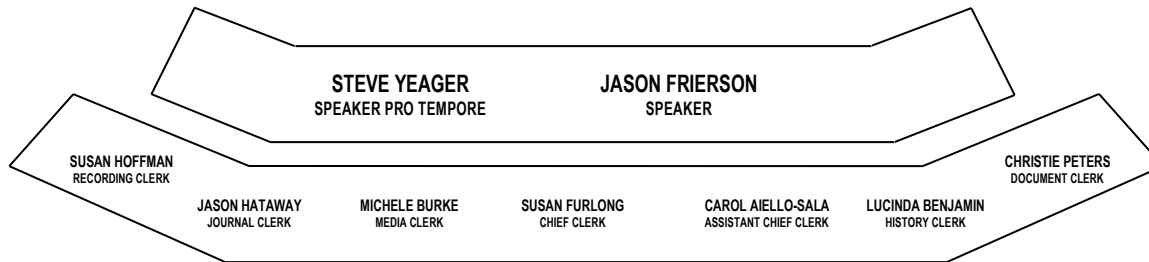 STEVE YEAGER
SPEAKER PRO TEMPORE
JASON FRIERSON
SPEAKER
SUSAN HOFFMAN
RECORDING CLERK
JASON HATAWAY
JOURNAL CLERK
MICHELE BURKE
MEDIA CLERK
SUSAN FURLONG
CHIEF CLERK
CAROL AIELLO-SALA
ASSISTANT CHIEF CLERK
LUCINDA BENJAMIN
HISTORY CLERK
CHRISTIE PETERS
DOCUMENT CLERK